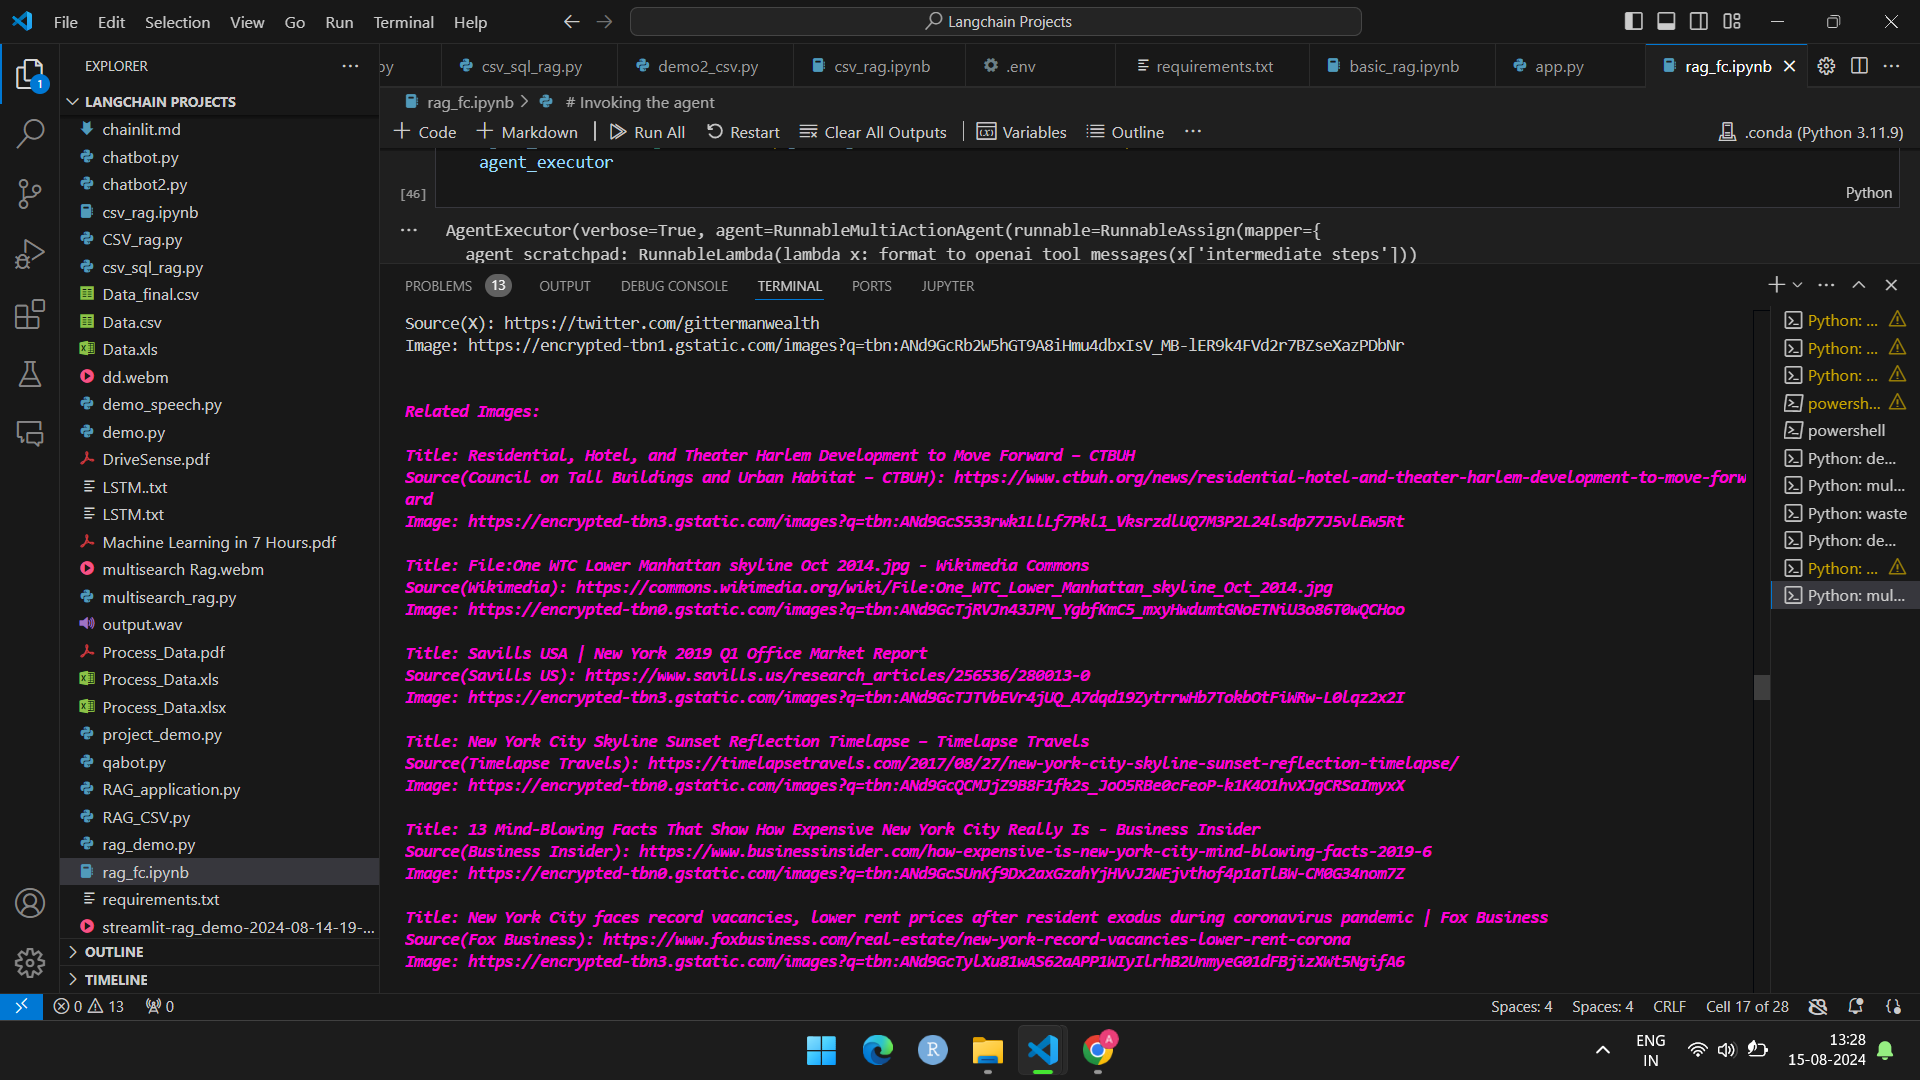 File Edit Selection View Go Run Terminal Help
Langchain Projects
EXPLORER
py
csv_sql_rag.py
demo2_csv.py
csv_rag.ipynb
.env
requirements.txt
basic_rag.ipynb
app.py
rag_fc.ipynb
1
LANGCHAIN PROJECTS
chainlit.md
chatbot.py
chatbot2.py
csv_rag.ipynb
CSV_rag.py
csv_sql_rag.py
Data_final.csv
Data.csv
Data.xls
dd.webm
demo_speech.py
demo.py
DriveSense.pdf
LSTM..txt
LSTM.txt
Machine Learning in 7 Hours.pdf
multisearch Rag.webm
multisearch_rag.py
output.wav
Process_Data.pdf
Process_Data.xls
Process_Data.xlsx
project_demo.py
qabot.py
RAG_application.py
RAG_CSV.py
rag_demo.py
rag_fc.ipynb
requirements.txt
streamlit-rag_demo-2024-08-14-19-...
OUTLINE
TIMELINE
rag_fc.ipynb > # Invoking the agent
+ Code + Markdown Run All Restart Clear All Outputs Variables Outline ...
.conda (Python 3.11.9)
agent_executor
[46]
Python
... AgentExecutor(verbose=True, agent=RunnableMultiActionAgent(runnable=RunnableAssign(mapper={
agent_scratchpad: RunnableLambda(lambda x: format_to_openai_tool_messages(x['intermediate_steps']))
PROBLEMS 13 OUTPUT DEBUG CONSOLE TERMINAL PORTS JUPYTER
Source(X): https://twitter.com/gittermanwealth
Image: https://encrypted-tbn1.gstatic.com/images?q=tbn:ANd9GcRb2W5hGT9A8iHmu4dbxIsV_MB-lER9k4FVd2r7BZseXazPDbNr
Related Images:
Title: Residential, Hotel, and Theater Harlem Development to Move Forward – CTBUH
Source(Council on Tall Buildings and Urban Habitat – CTBUH): https://www.ctbuh.org/news/residential-hotel-and-theater-harlem-development-to-move-forw
ard
Image: https://encrypted-tbn3.gstatic.com/images?q=tbn:ANd9GcS533rwk1LlLf7Pkl1_VksrzdlUQ7M3P2L24lsdp77J5vlEw5Rt
Title: File:One WTC Lower Manhattan skyline Oct 2014.jpg - Wikimedia Commons
Source(Wikimedia): https://commons.wikimedia.org/wiki/File:One_WTC_Lower_Manhattan_skyline_Oct_2014.jpg
Image: https://encrypted-tbn0.gstatic.com/images?q=tbn:ANd9GcTjRVJn43JPN_YgbfKmC5_mxyHwdumtGNoETNiU3o86T0wQCHoo
Title: Savills USA | New York 2019 Q1 Office Market Report
Source(Savills US): https://www.savills.us/research_articles/256536/280013-0
Image: https://encrypted-tbn3.gstatic.com/images?q=tbn:ANd9GcTJTVbEVr4jUQ_A7dqd19ZytrrwHb7TokbOtFiWRw-L0lqz2x2I
Title: New York City Skyline Sunset Reflection Timelapse – Timelapse Travels
Source(Timelapse Travels): https://timelapsetravels.com/2017/08/27/new-york-city-skyline-sunset-reflection-timelapse/
Image: https://encrypted-tbn0.gstatic.com/images?q=tbn:ANd9GcQCMJjZ9B8F1fk2s_JoO5RBe0cFeoP-k1K4O1hvXJgCRSaImyxX
Title: 13 Mind-Blowing Facts That Show How Expensive New York City Really Is - Business Insider
Source(Business Insider): https://www.businessinsider.com/how-expensive-is-new-york-city-mind-blowing-facts-2019-6
Image: https://encrypted-tbn0.gstatic.com/images?q=tbn:ANd9GcSUnKf9Dx2axGzahYjHVvJ2WEjvthof4p1aTlBW-CM0G34nom7Z
Title: New York City faces record vacancies, lower rent prices after resident exodus during coronavirus pandemic | Fox Business
Source(Fox Business): https://www.foxbusiness.com/real-estate/new-york-record-vacancies-lower-rent-corona
Image: https://encrypted-tbn3.gstatic.com/images?q=tbn:ANd9GcTylXu81wAS62aAPP1WIyIlrhB2UnmyeG01dFBjizXWt5NgifA6
Python: ...
Python: ...
Python: ...
powersh...
powershell
Python: de...
Python: mul...
Python: waste
Python: de...
Python: ...
Python: mul...
0 13 0
Spaces: 4 Spaces: 4 CRLF Cell 17 of 28
R
A
ENG
IN
13:28
15-08-2024